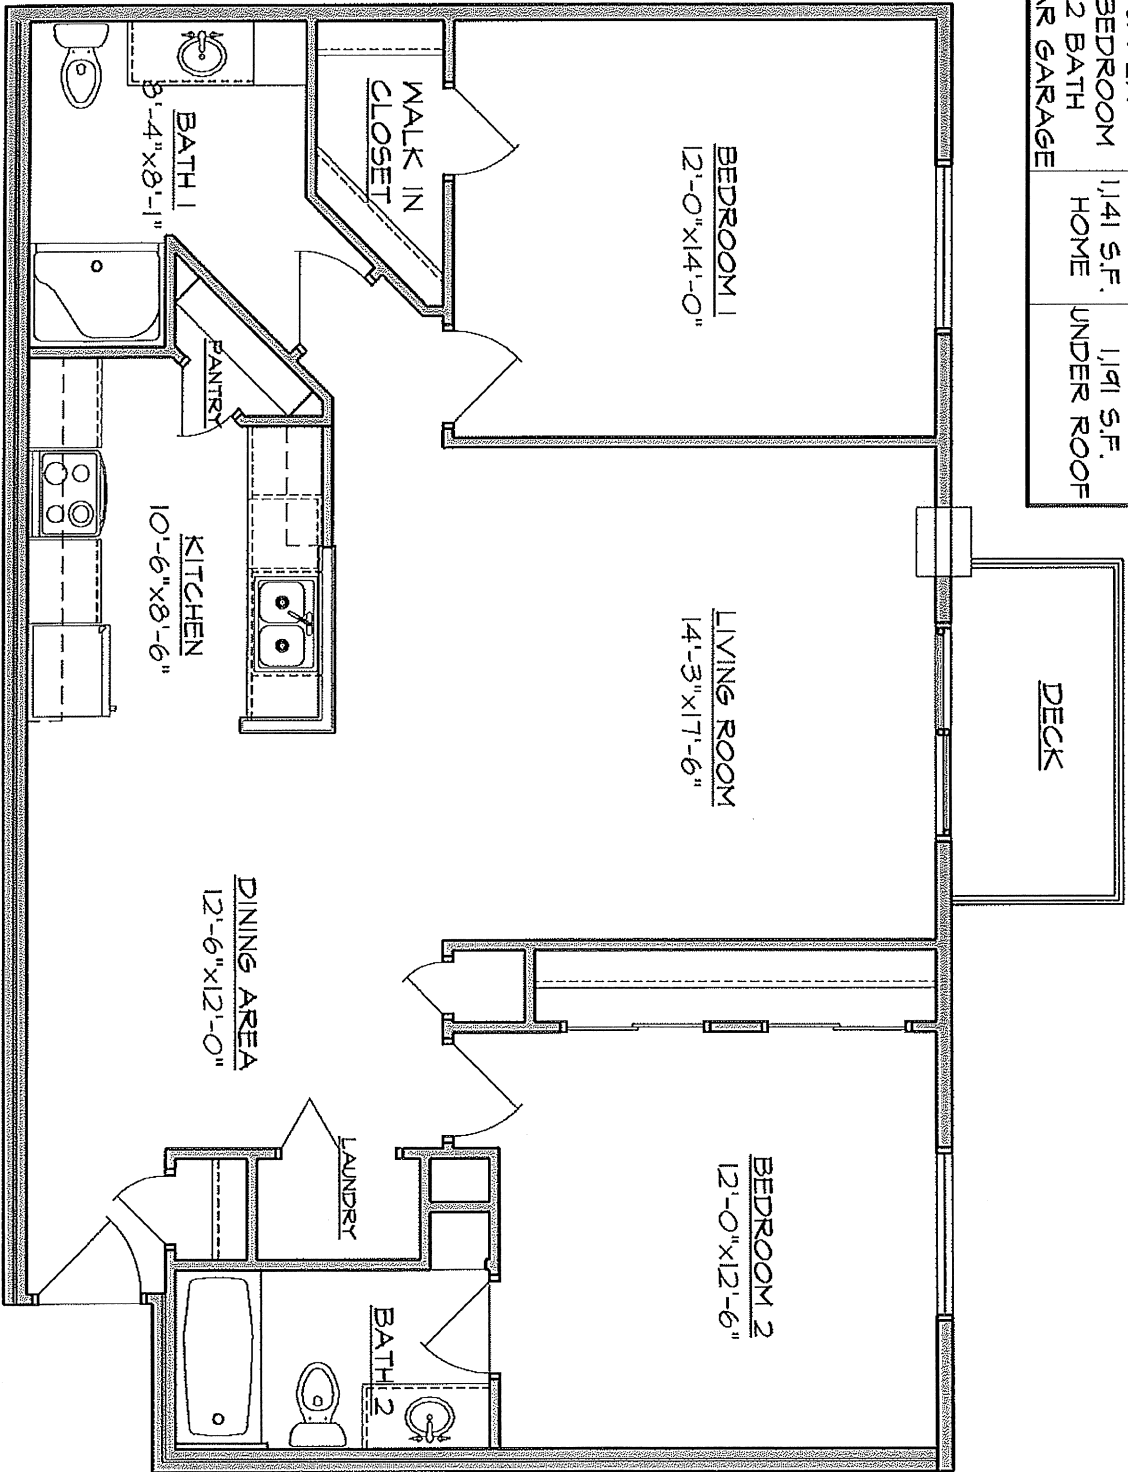 BEDROOM
2 BATH
AR GARAGE
1,141 S.F.
HOME
1,191 S.F.
UNDER ROOF
DECK
BEDROOM 1
12'-0"x14'-0"
LIVING ROOM
14'-3"x17'-6"
BEDROOM 2
12'-0"x12'-6"
WALK IN
CLOSET
BATH 1
8'-4"x8'-1"
PANTRY
KITCHEN
10'-6"x8'-6"
DINING AREA
12'-6"x12'-0"
LAUNDRY
BATH 2